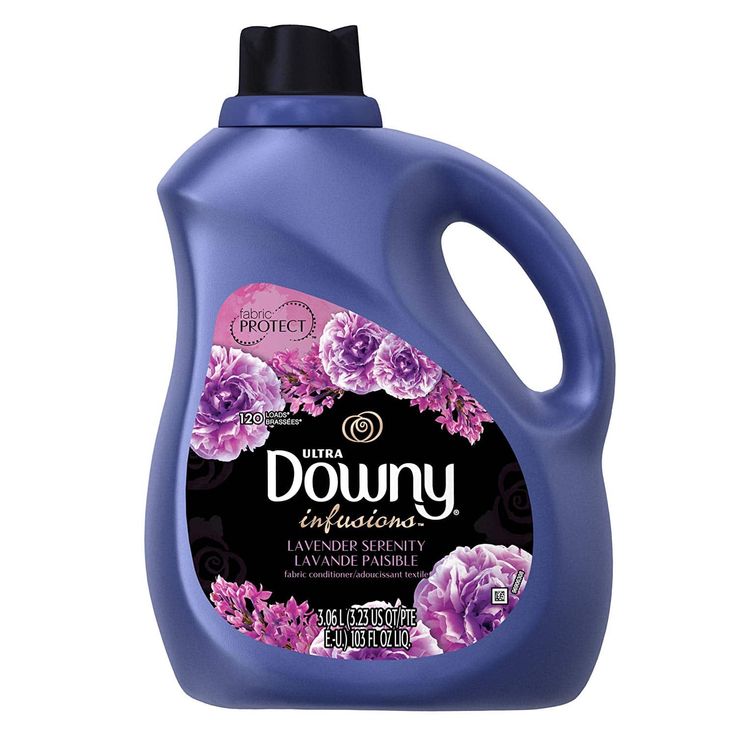 fabric
PROTECT
120 LOADS*
BRASSÉES*
ULTRA
Downy®
infusions™
LAVENDER SERENITY
LAVANDE PAISIBLE
fabric conditioner/adoucissant textile
3.06 L (3.23 US QT/PTE
E-U.) 103 FL OZ LIQ.